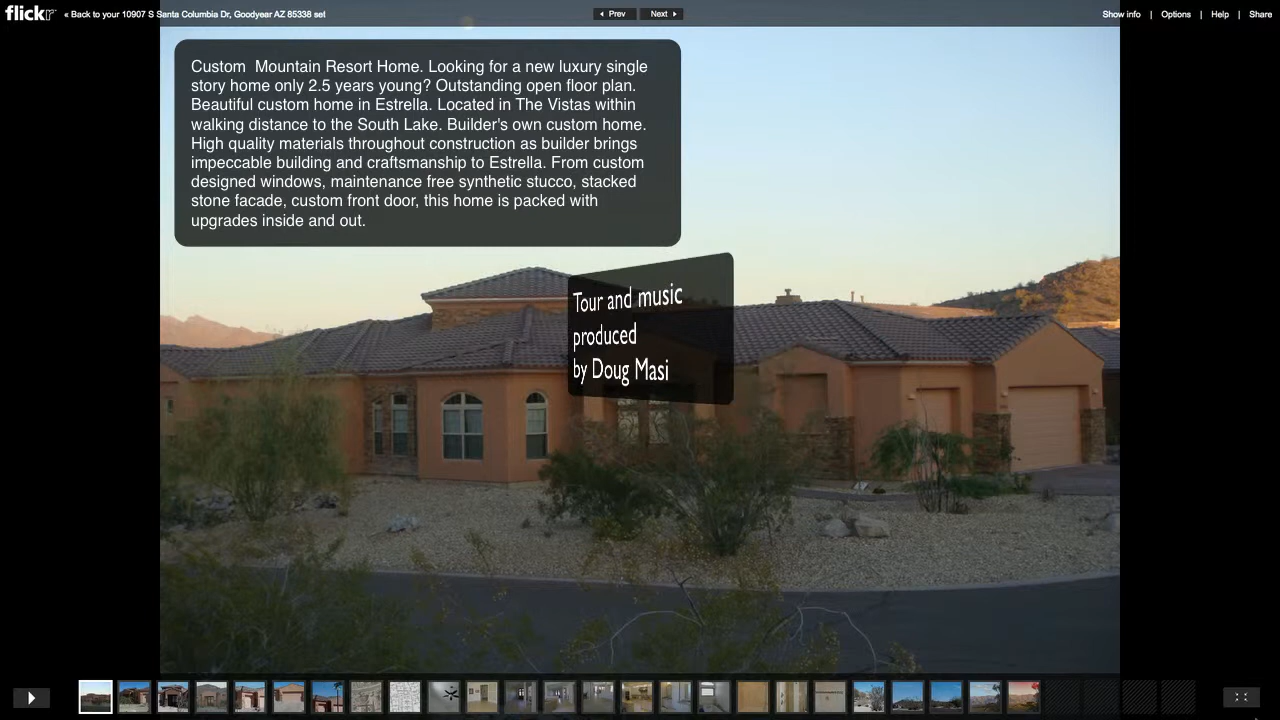 flickr « Back to your 10907 S Santa Columbia Dr, Goodyear AZ 85338 set Prev Next Show info | Options | Help | Share
Custom Mountain Resort Home. Looking for a new luxury single
story home only 2.5 years young? Outstanding open floor plan.
Beautiful custom home in Estrella. Located in The Vistas within
walking distance to the South Lake. Builder's own custom home.
High quality materials throughout construction as builder brings
impeccable building and craftsmanship to Estrella. From custom
designed windows, maintenance free synthetic stucco, stacked
stone facade, custom front door, this home is packed with
upgrades inside and out.
Tour and music
produced
by Doug Masi